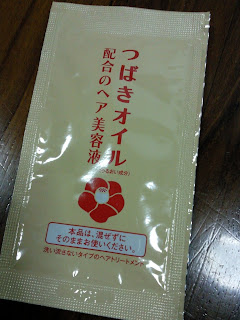 つばきオイル
配合のヘア美容液
本品は、混ぜずに
そのままお使いください。
洗い流さないタイプのヘアトリートメント